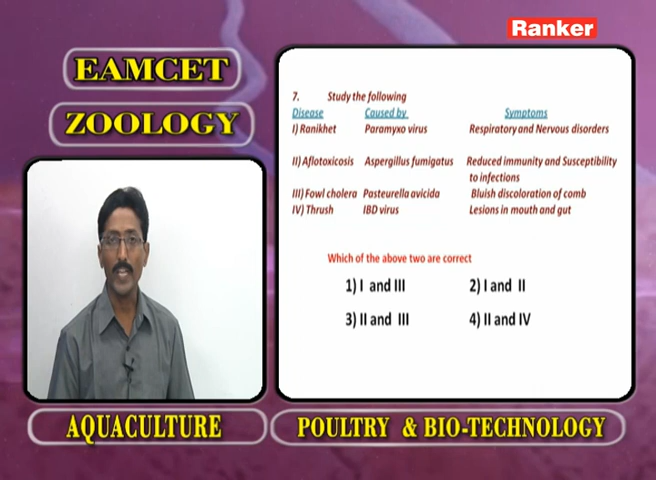 Ranker
EAMCET
ZOOLOGY
7. Study the following
Disease Caused by Symptoms
I) Ranikhet Paramyxo virus Respiratory and Nervous disorders
II) Aflotoxicosis Aspergillus fumigatus Reduced immunity and Susceptibility
to infections
III) Fowl cholera Pasteurella avicida Bluish discoloration of comb
IV) Thrush IBD virus Lesions in mouth and gut
Which of the above two are correct
1) I and III 2) I and II
3) II and III 4) II and IV
AQUACULTURE
POULTRY & BIO-TECHNOLOGY